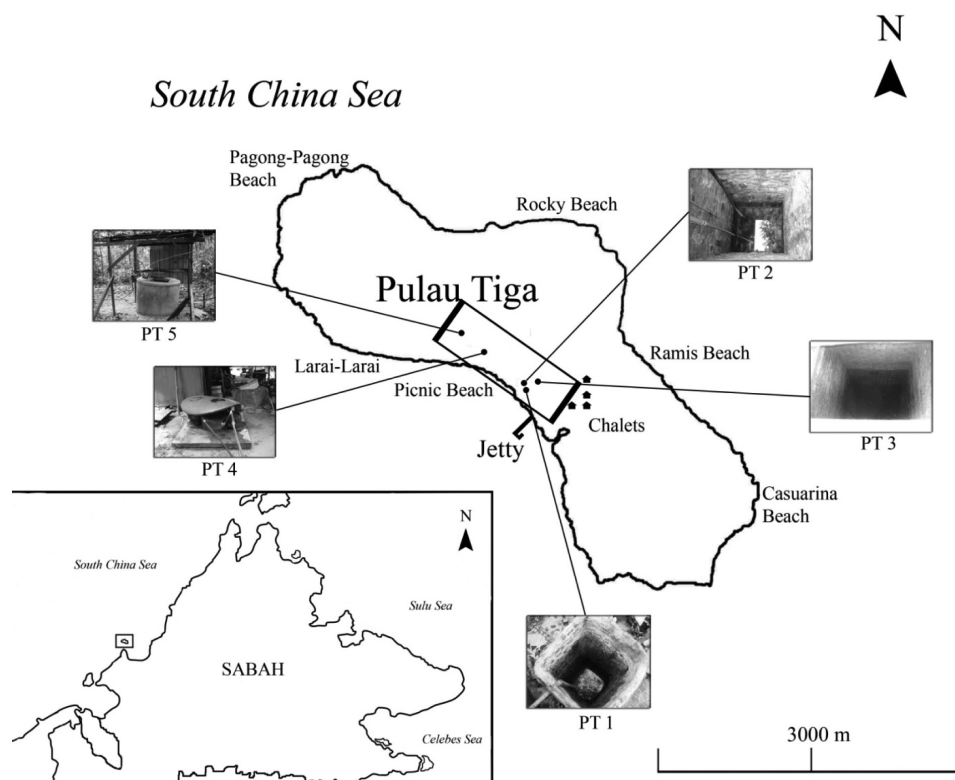 N
South China Sea
Pagong-Pagong
Beach
Rocky Beach
PT 2
Pulau Tiga
PT 5
Larai-Larai
Ramis Beach
Picnic Beach
Chalets
PT 3
Jetty
PT 4
Casuarina
Beach
N
South China Sea
Sulu Sea
SABAH
Celebes Sea
PT 1
3000 m